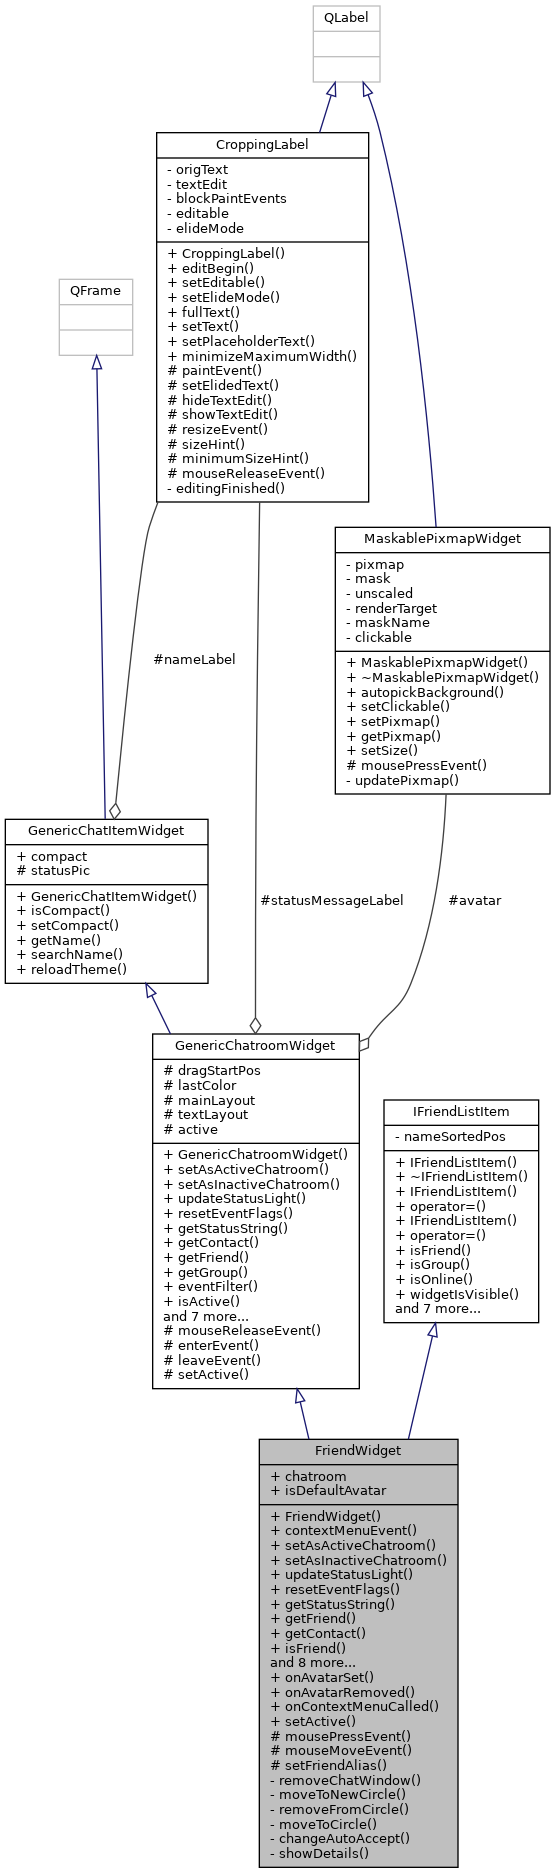 QLabel
CroppingLabel
- origText
- textEdit
- blockPaintEvents
- editable
- elideMode
+ CroppingLabel()
+ editBegin()
+ setEditable()
+ setElideMode()
+ fullText()
+ setText()
+ setPlaceholderText()
+ minimizeMaximumWidth()
# paintEvent()
# setElidedText()
# hideTextEdit()
# showTextEdit()
# resizeEvent()
# sizeHint()
# minimumSizeHint()
# mouseReleaseEvent()
- editingFinished()
QFrame
MaskablePixmapWidget
- pixmap
- mask
- unscaled
- renderTarget
- maskName
- clickable
+ MaskablePixmapWidget()
+ ~MaskablePixmapWidget()
+ autopickBackground()
+ setClickable()
+ setPixmap()
+ getPixmap()
+ setSize()
# mousePressEvent()
- updatePixmap()
#nameLabel
GenericChatItemWidget
+ compact
# statusPic
+ GenericChatItemWidget()
+ isCompact()
+ setCompact()
+ getName()
+ searchName()
+ reloadTheme()
#statusMessageLabel
#avatar
GenericChatroomWidget
# dragStartPos
# lastColor
# mainLayout
# textLayout
# active
+ GenericChatroomWidget()
+ setAsActiveChatroom()
+ setAsInactiveChatroom()
+ updateStatusLight()
+ resetEventFlags()
+ getStatusString()
+ getContact()
+ getFriend()
+ getGroup()
+ eventFilter()
+ isActive()
and 7 more...
# mouseReleaseEvent()
# enterEvent()
# leaveEvent()
# setActive()
IFriendListItem
- nameSortedPos
+ IFriendListItem()
+ ~IFriendListItem()
+ IFriendListItem()
+ operator=()
+ IFriendListItem()
+ operator=()
+ isFriend()
+ isGroup()
+ isOnline()
+ widgetIsVisible()
and 7 more...
FriendWidget
+ chatroom
+ isDefaultAvatar
+ FriendWidget()
+ contextMenuEvent()
+ setAsActiveChatroom()
+ setAsInactiveChatroom()
+ updateStatusLight()
+ resetEventFlags()
+ getStatusString()
+ getFriend()
+ getContact()
+ isFriend()
and 8 more...
+ onAvatarSet()
+ onAvatarRemoved()
+ onContextMenuCalled()
+ setActive()
# mousePressEvent()
# mouseMoveEvent()
# setFriendAlias()
- removeChatWindow()
- moveToNewCircle()
- removeFromCircle()
- moveToCircle()
- changeAutoAccept()
- showDetails()